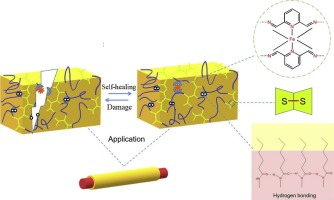 Self-healing
Damage
Application
N
N
N
Fe
N
N
N
S–S
Hydrogen bonding